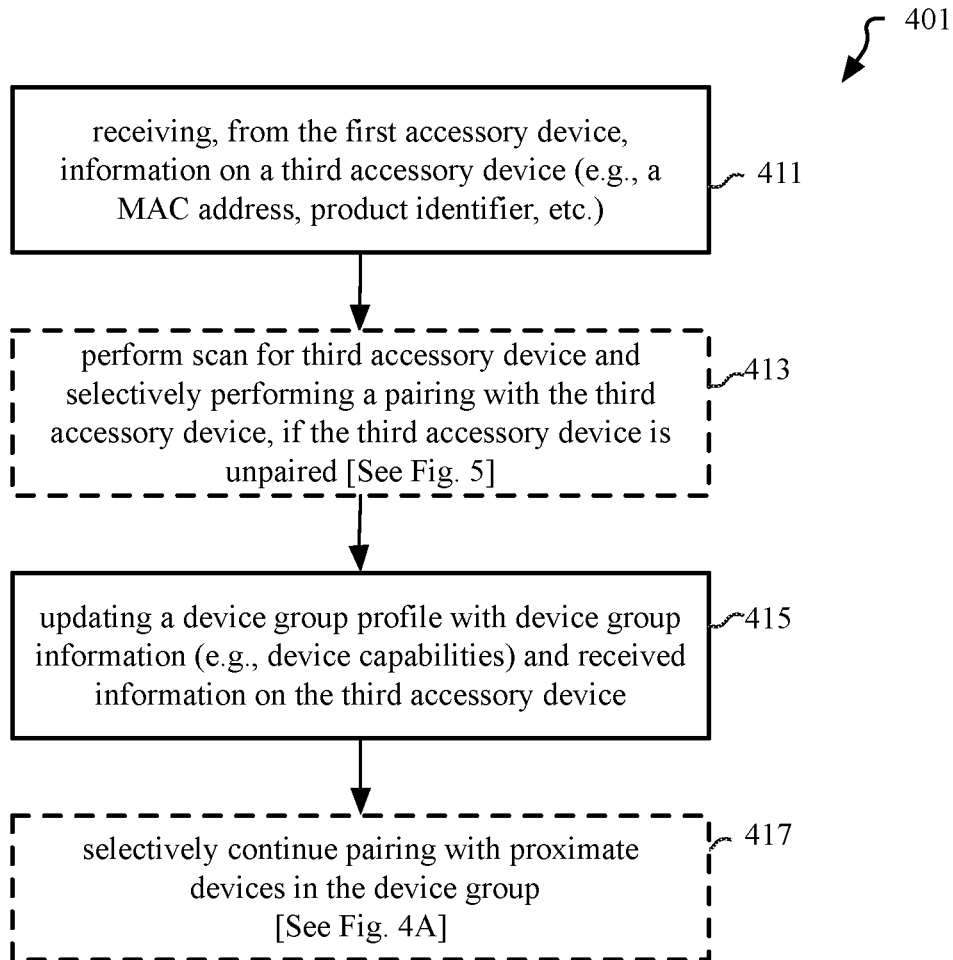 401
receiving, from the first accessory device,
information on a third accessory device (e.g., a
MAC address, product identifier, etc.)
411
perform scan for third accessory device and
selectively performing a pairing with the third
accessory device, if the third accessory device is
unpaired [See Fig. 5]
413
updating a device group profile with device group
information (e.g., device capabilities) and received
information on the third accessory device
415
selectively continue pairing with proximate
devices in the device group
[See Fig. 4A]
417